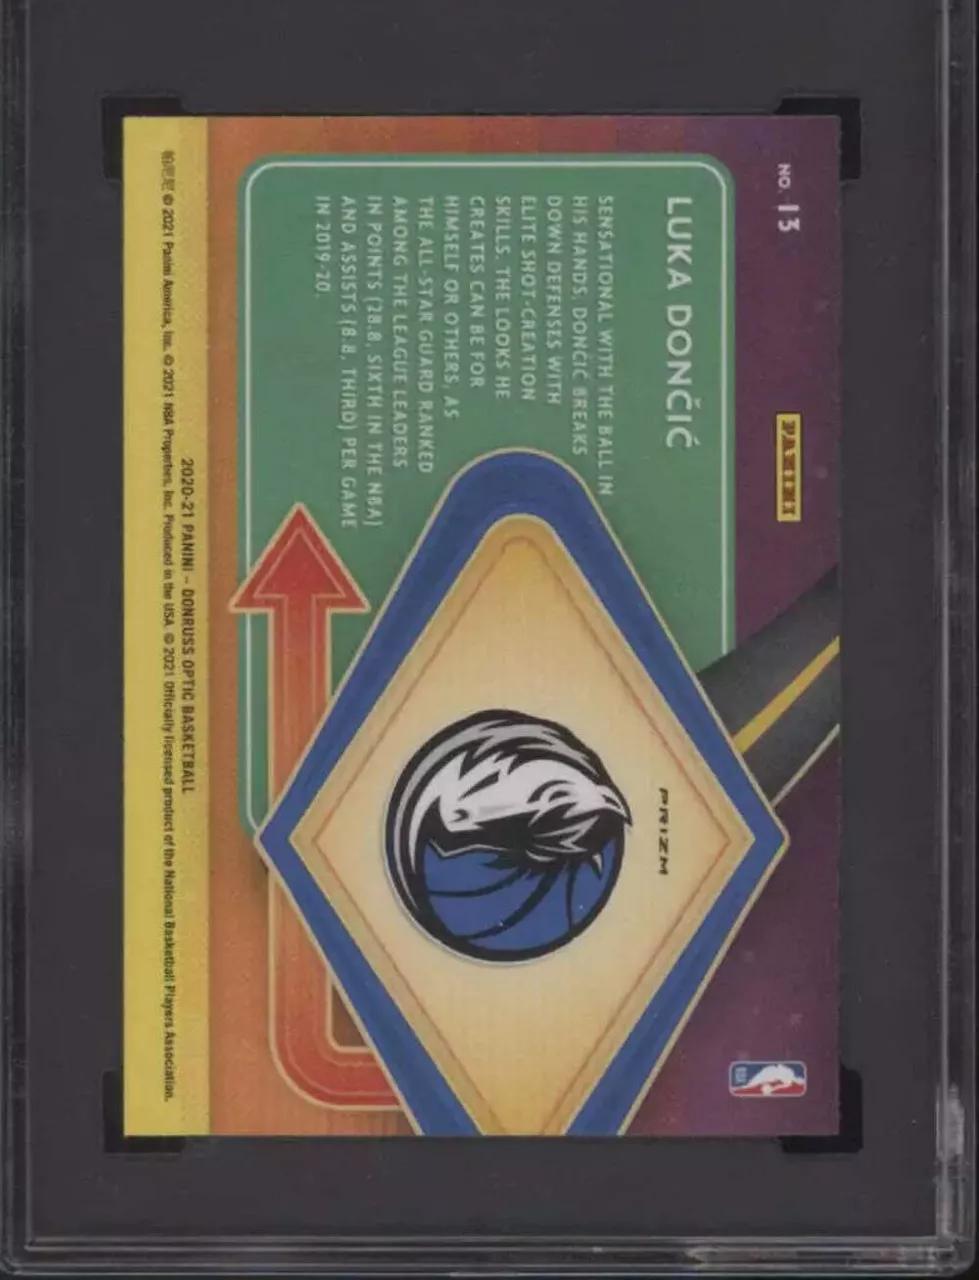 NO. 13
PANINI
LUKA DONČIĆ
SENSATIONAL WITH THE BALL IN
HIS HANDS, DONČIĆ BREAKS
DOWN DEFENSES WITH
ELITE SHOT-CREATION
SKILLS. THE LOOKS HE
CREATES CAN BE FOR
HIMSELF OR OTHERS, AS
THE ALL-STAR GUARD RANKED
AMONG THE LEAGUE LEADERS
IN POINTS (28.8, SIXTH IN THE NBA)
AND ASSISTS (8.8, THIRD) PER GAME
IN 2019-20.
PRIZM
NBA
2020-21 PANINI – DONRUSS OPTIC BASKETBALL
© 2021 Panini America, Inc. © 2021 NBA Properties, Inc. Produced in the USA. © 2021 Officially licensed product of the National Basketball Players Association.